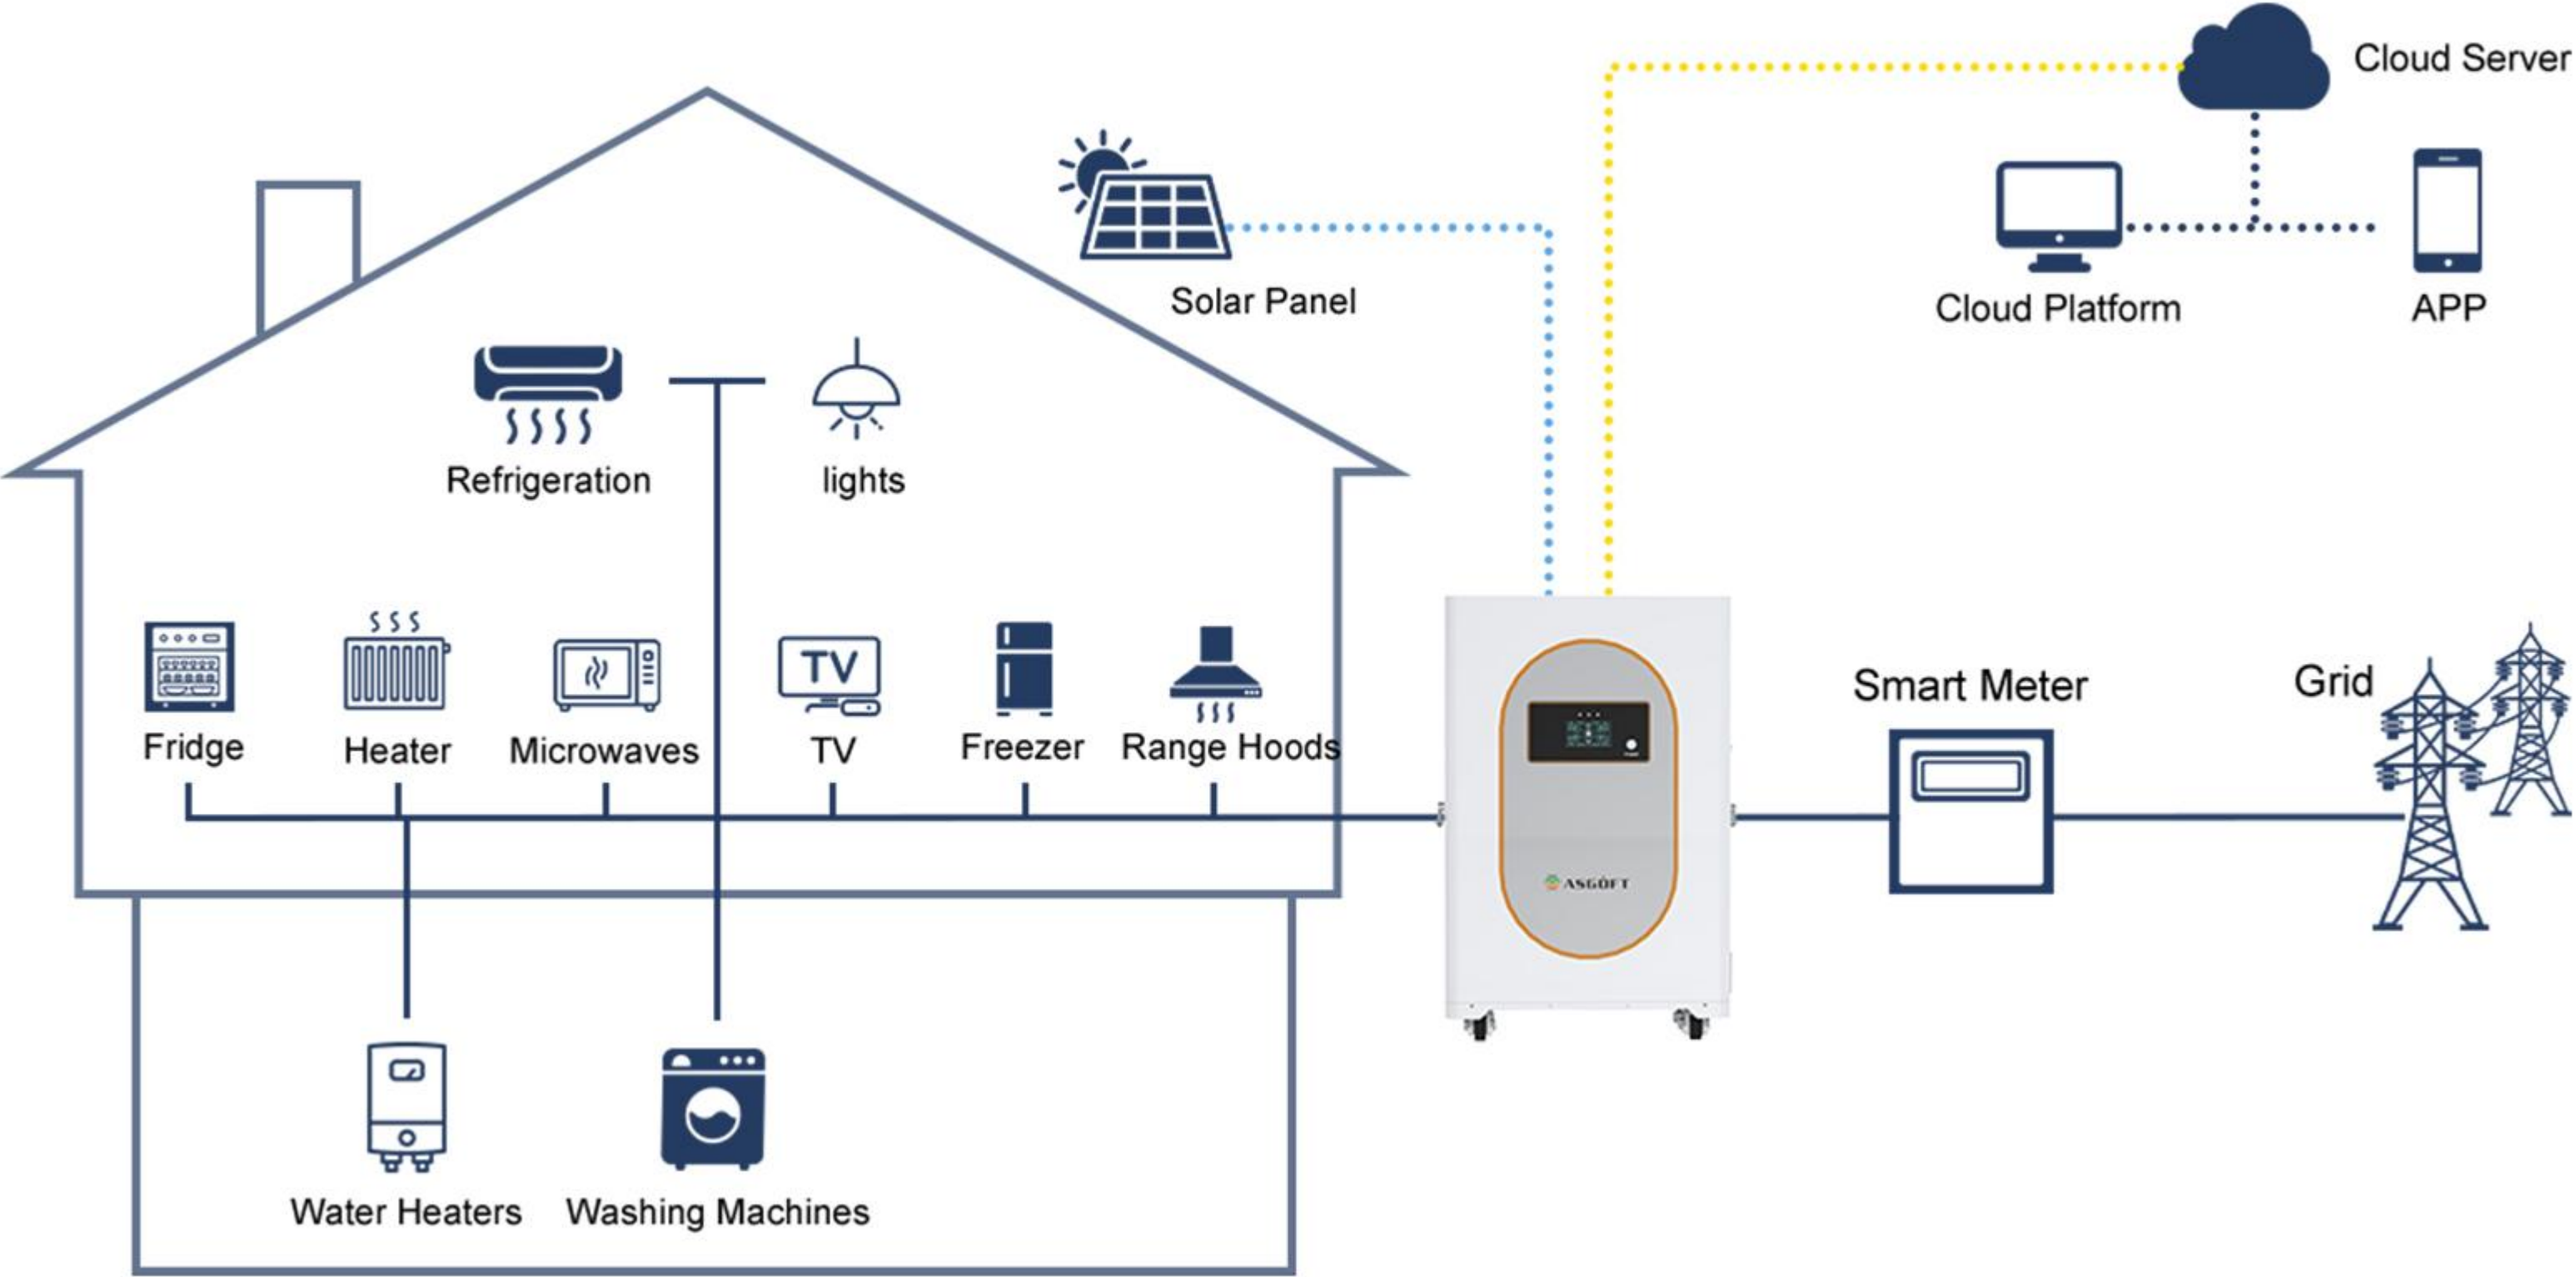 Cloud Server
Solar Panel
Cloud Platform
APP
Refrigeration
lights
Fridge
Heater
Microwaves
TV
TV
Freezer
Range Hoods
Smart Meter
Grid
ASGOFT
Water Heaters
Washing Machines